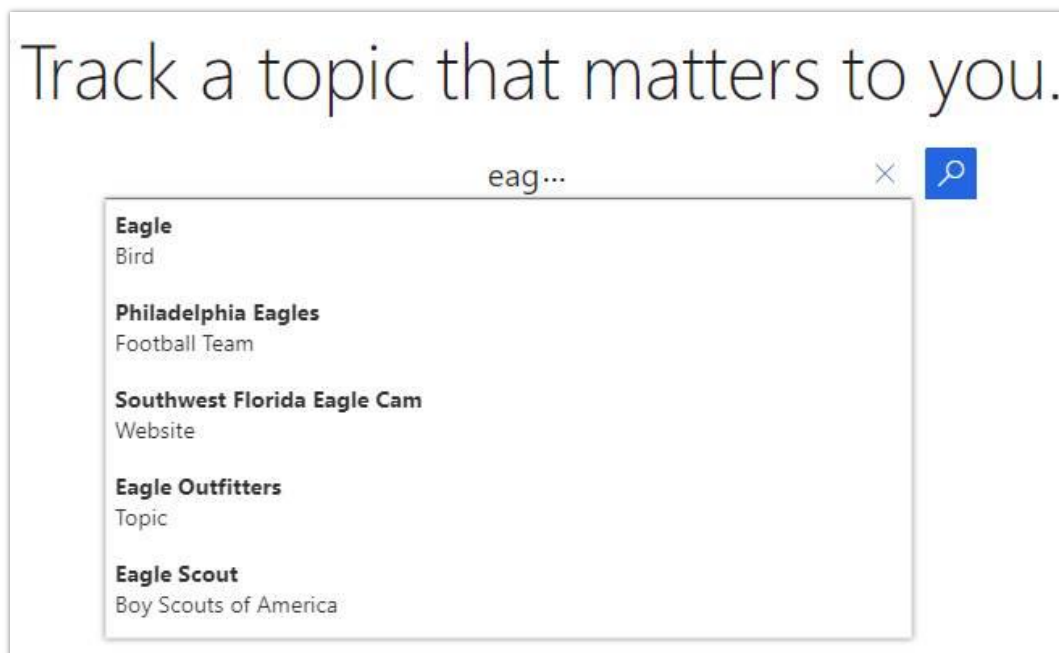 Track a topic that matters to you.
eag...
Eagle
Bird
Philadelphia Eagles
Football Team
Southwest Florida Eagle Cam
Website
Eagle Outfitters
Topic
Eagle Scout
Boy Scouts of America